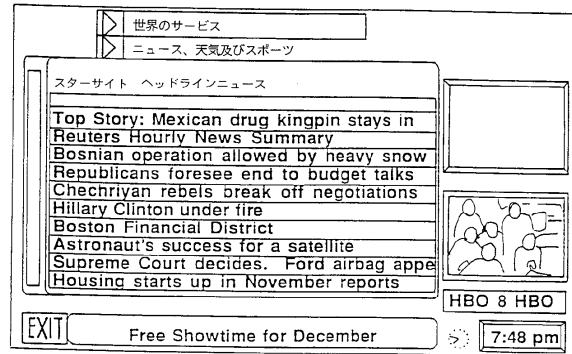 世界のサービス
ニュース、天気及びスポーツ
スターサイト ヘッドラインニュース
Top Story: Mexican drug kingpin stays in
Reuters Hourly News Summary
Bosnian operation allowed by heavy snow
Republicans foresee end to budget talks
Chechriyan rebels break off negotiations
Hillary Clinton under fire
Boston Financial District
Astronaut's success for a satellite
Supreme Court decides. Ford airbag appe
Housing starts up in November reports
HBO 8 HBO
EXIT
Free Showtime for December
7:48 pm